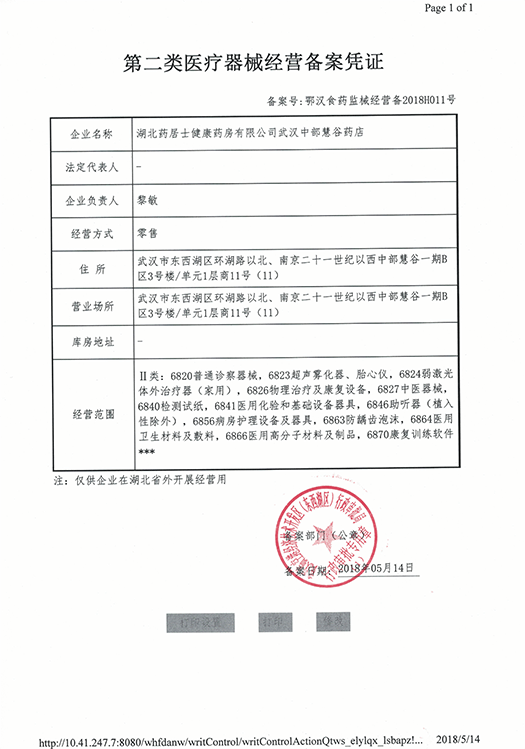 Page 1 of 1
第二类医疗器械经营备案凭证
备案号:鄂汉食药监械经营备2018H011号
企业名称
湖北药居士健康药房有限公司武汉中部慧谷药店
法定代表人
-
企业负责人
黎敏
经营方式
零售
住 所
武汉市东西湖区环湖路以北、南京二十一世纪以西中部慧谷一期B
区3号楼/单元1层商11号（11）
营业场所
武汉市东西湖区环湖路以北、南京二十一世纪以西中部慧谷一期B
区3号楼/单元1层商11号（11）
库房地址
-
经营范围
Ⅱ类：6820普通诊察器械，6823超声雾化器、胎心仪，6824弱激光
体外治疗器（家用），6826物理治疗及康复设备，6827中医器械，
6840检测试纸，6841医用化验和基础设备器具，6846助听器（植入
性除外），6856病房护理设备及器具，6863防龋齿泡沫，6864医用
卫生材料及敷料，6866医用高分子材料及制品，6870康复训练软件
***
注：仅供企业在湖北省外开展经营用
开发区（东西湖区）行政审批局
备案部门（公章）
行政审批专用章
备案日期：2018年05月14日
打印设置
打印
修改
http://10.41.247.7:8080/whfdanw/writControl/writControlActionQtws_elylqx_lsbapz!...
2018/5/14